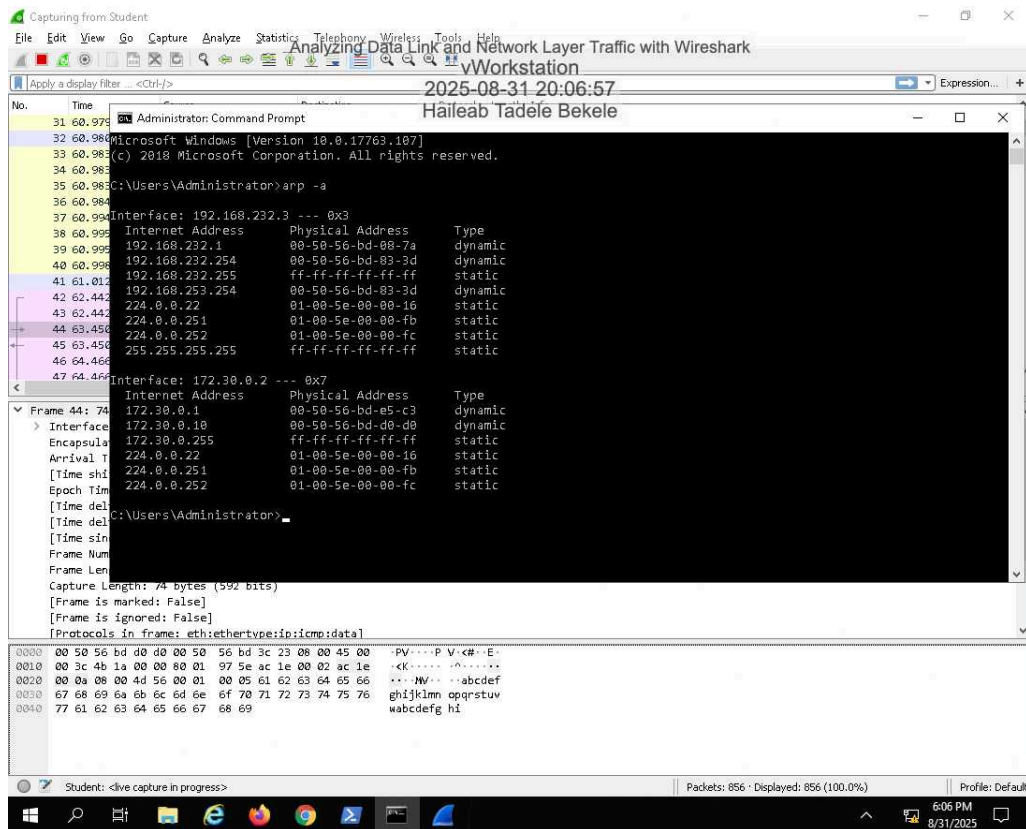 Capturing from Student
File Edit View Go Capture Analyze Statistics Telephony Wireless Tools Help
Analyzing Data Link and Network Layer Traffic with Wireshark
vWorkstation
2025-08-31 20:06:57
Haileab Tadele Bekele
Apply a display filter ... <Ctrl-/>
Expression... +
No. Time
31 60.979
32 60.980
33 60.983
34 60.983
35 60.983
36 60.984
37 60.994
38 60.995
39 60.995
40 60.998
41 61.012
42 62.442
43 62.442
44 63.450
45 63.450
46 64.466
47 64.466
Administrator: Command Prompt
Microsoft Windows [Version 10.0.17763.107]
(c) 2018 Microsoft Corporation. All rights reserved.
C:\Users\Administrator>arp -a
Interface: 192.168.232.3 --- 0x3
Internet Address Physical Address Type
192.168.232.1 00-50-56-bd-08-7a dynamic
192.168.232.254 00-50-56-bd-83-3d dynamic
192.168.232.255 ff-ff-ff-ff-ff-ff static
192.168.253.254 00-50-56-bd-83-3d dynamic
224.0.0.22 01-00-5e-00-00-16 static
224.0.0.251 01-00-5e-00-00-fb static
224.0.0.252 01-00-5e-00-00-fc static
255.255.255.255 ff-ff-ff-ff-ff-ff static
Interface: 172.30.0.2 --- 0x7
Internet Address Physical Address Type
172.30.0.1 00-50-56-bd-e5-c3 dynamic
172.30.0.10 00-50-56-bd-d0-d0 dynamic
172.30.0.255 ff-ff-ff-ff-ff-ff static
224.0.0.22 01-00-5e-00-00-16 static
224.0.0.251 01-00-5e-00-00-fb static
224.0.0.252 01-00-5e-00-00-fc static
C:\Users\Administrator>
Frame 44: 74
Interface
Encapsula
Arrival T
[Time shi
Epoch Tim
[Time del
[Time del
[Time sin
Frame Num
Frame Len
Capture Length: 74 bytes (592 bits)
[Frame is marked: False]
[Frame is ignored: False]
[Protocols in frame: eth:ethertype:ip:icmp:data]
0000 00 50 56 bd d0 d0 00 50 56 bd 3c 23 08 00 45 00 ·PV····P V·<#··E·
0010 00 3c 4b 1a 00 00 80 01 97 5e ac 1e 00 02 ac 1e ·<K····· ·^······
0020 00 0a 08 00 4d 56 00 01 00 05 61 62 63 64 65 66 ····MV·· ··abcdef
0030 67 68 69 6a 6b 6c 6d 6e 6f 70 71 72 73 74 75 76 ghijklmn opqrstuv
0040 77 61 62 63 64 65 66 67 68 69 wabcdefg hi
Student: <live capture in progress> Packets: 856 · Displayed: 856 (100.0%) Profile: Default
6:06 PM
8/31/2025